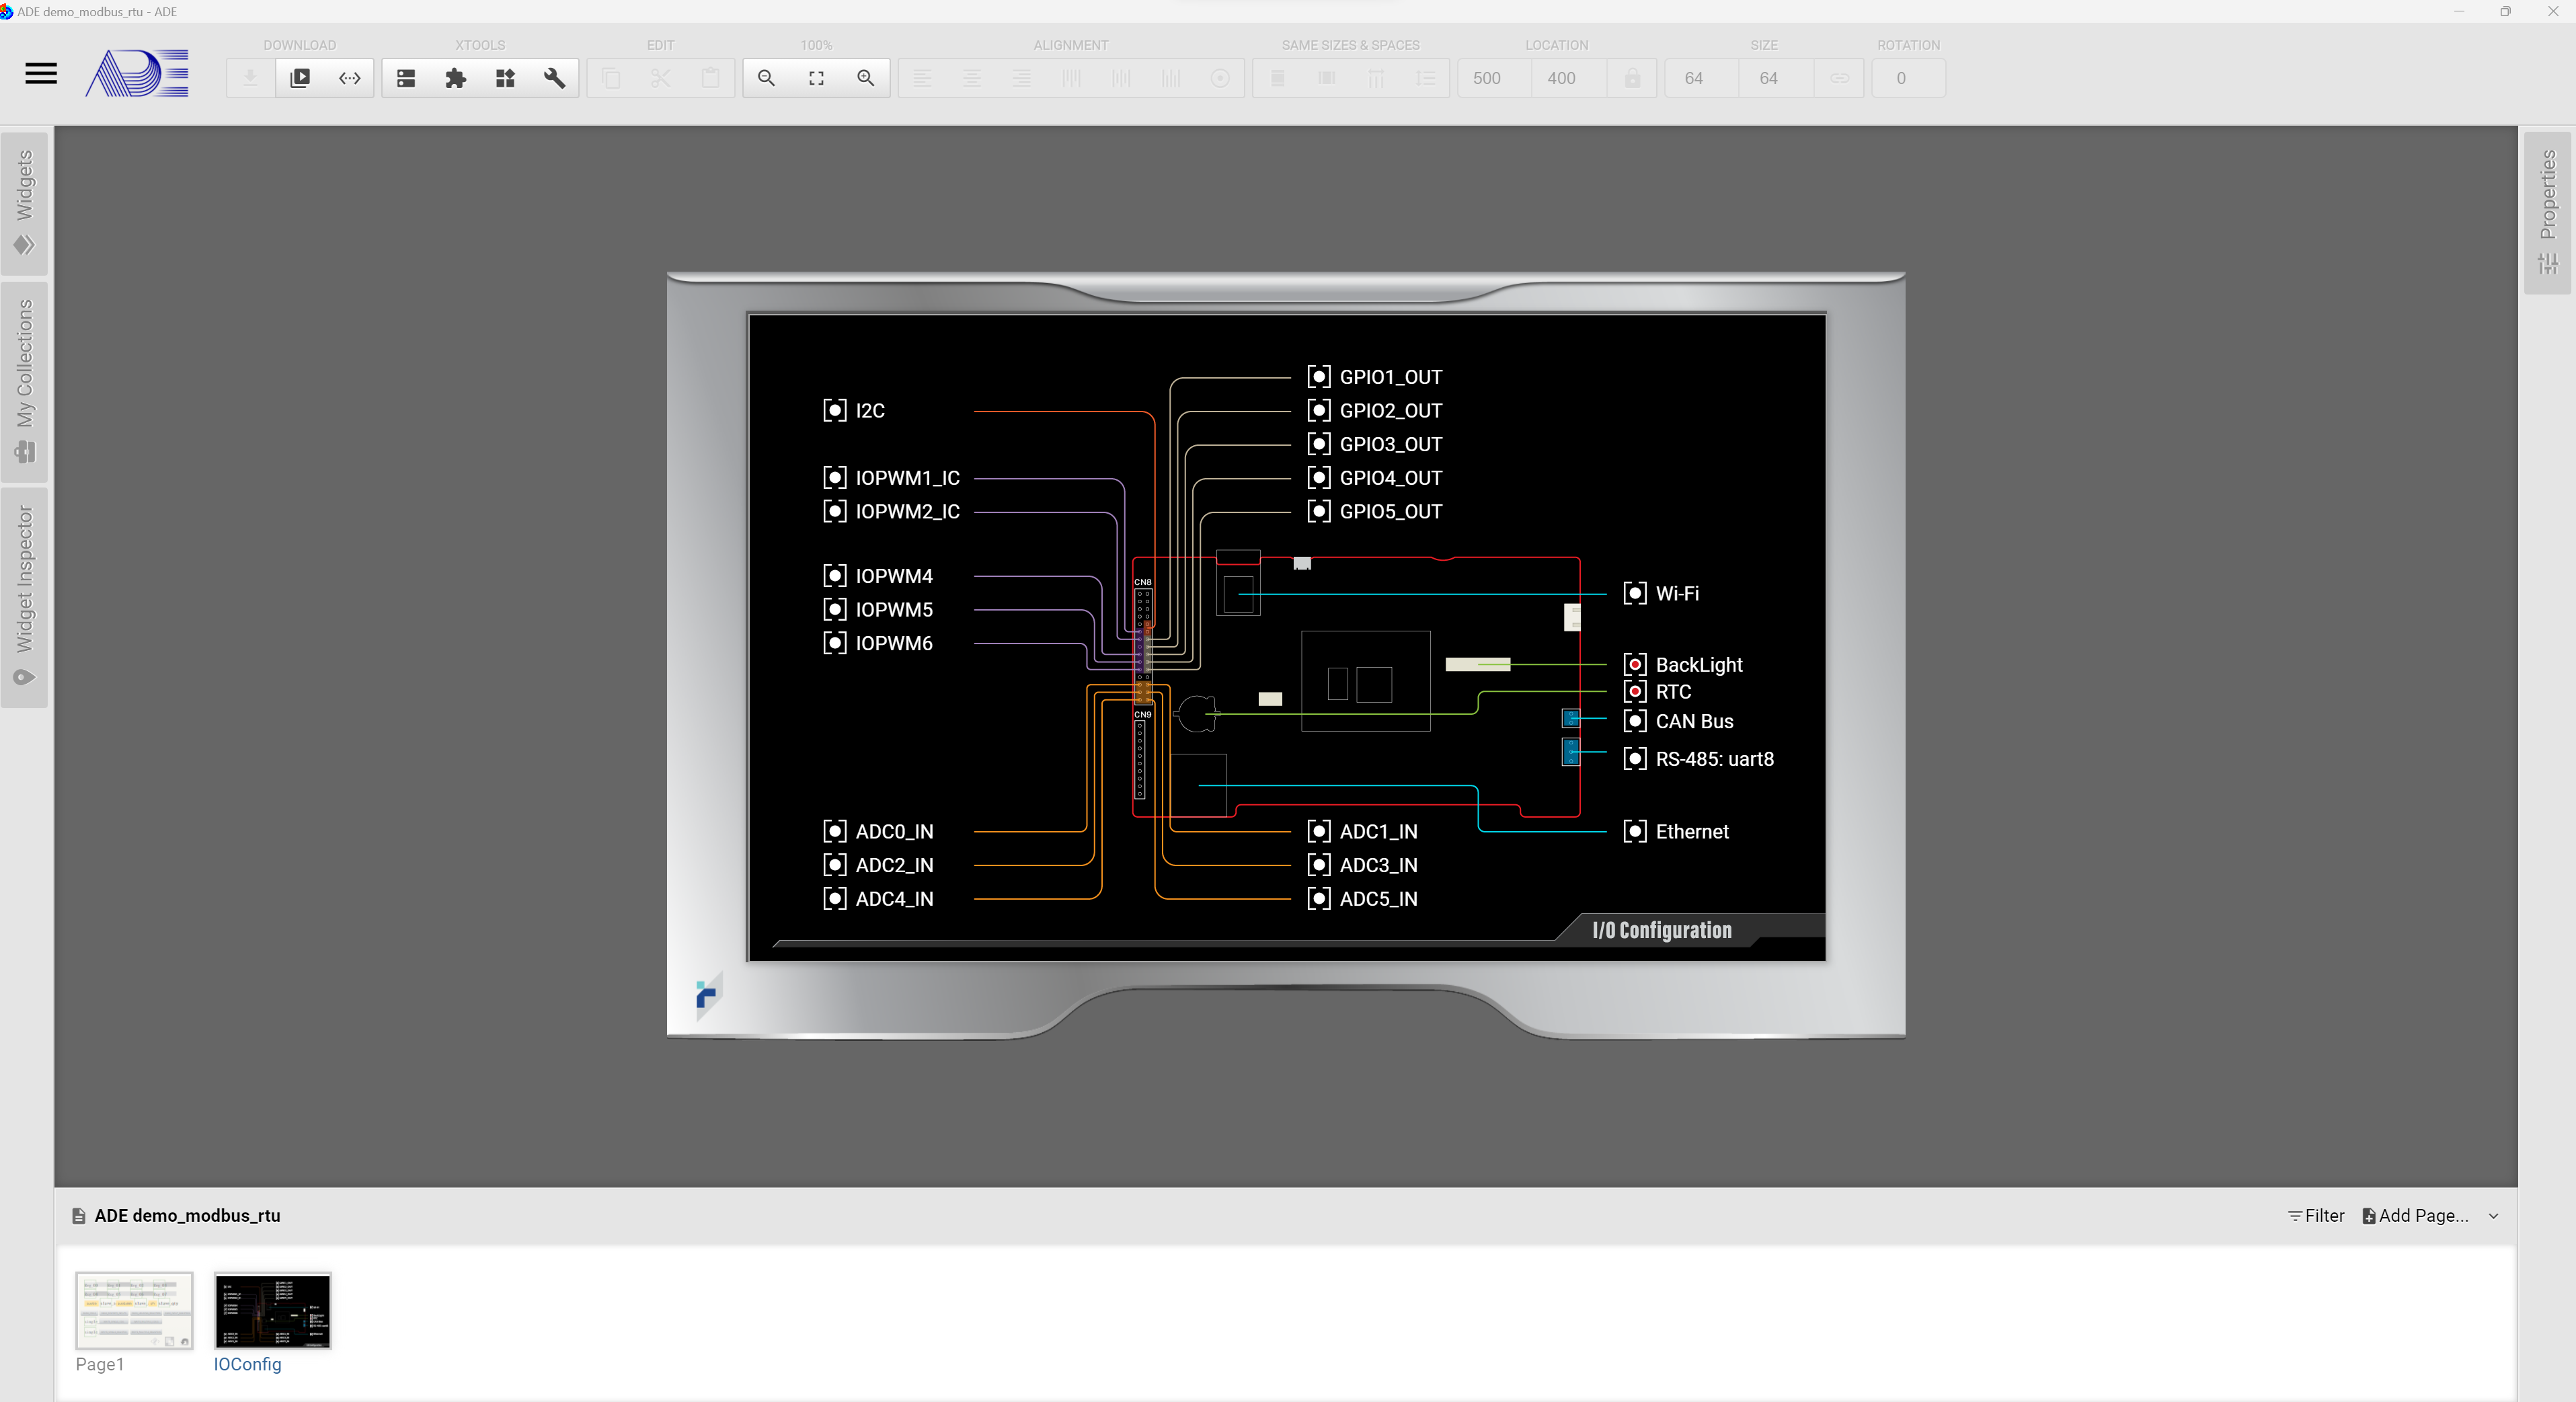 ADE demo_modbus_rtu - ADE
DOWNLOAD
XTOOLS
EDIT
100%
ALIGNMENT
SAME SIZES & SPACES
LOCATION
SIZE
ROTATION
ADE
500
400
64
64
0
Widgets
My Collections
Widget Inspector
Properties
GPIO1_OUT
I2C
GPIO2_OUT
GPIO3_OUT
IOPWM1_IC
GPIO4_OUT
IOPWM2_IC
GPIO5_OUT
IOPWM4
CN8
Wi-Fi
IOPWM5
IOPWM6
BackLight
RTC
CN9
CAN Bus
RS-485: uart8
ADC0_IN
ADC1_IN
Ethernet
ADC2_IN
ADC3_IN
ADC4_IN
ADC5_IN
I/O Configuration
ADE demo_modbus_rtu
Filter
Add Page...
Page1
IOConfig